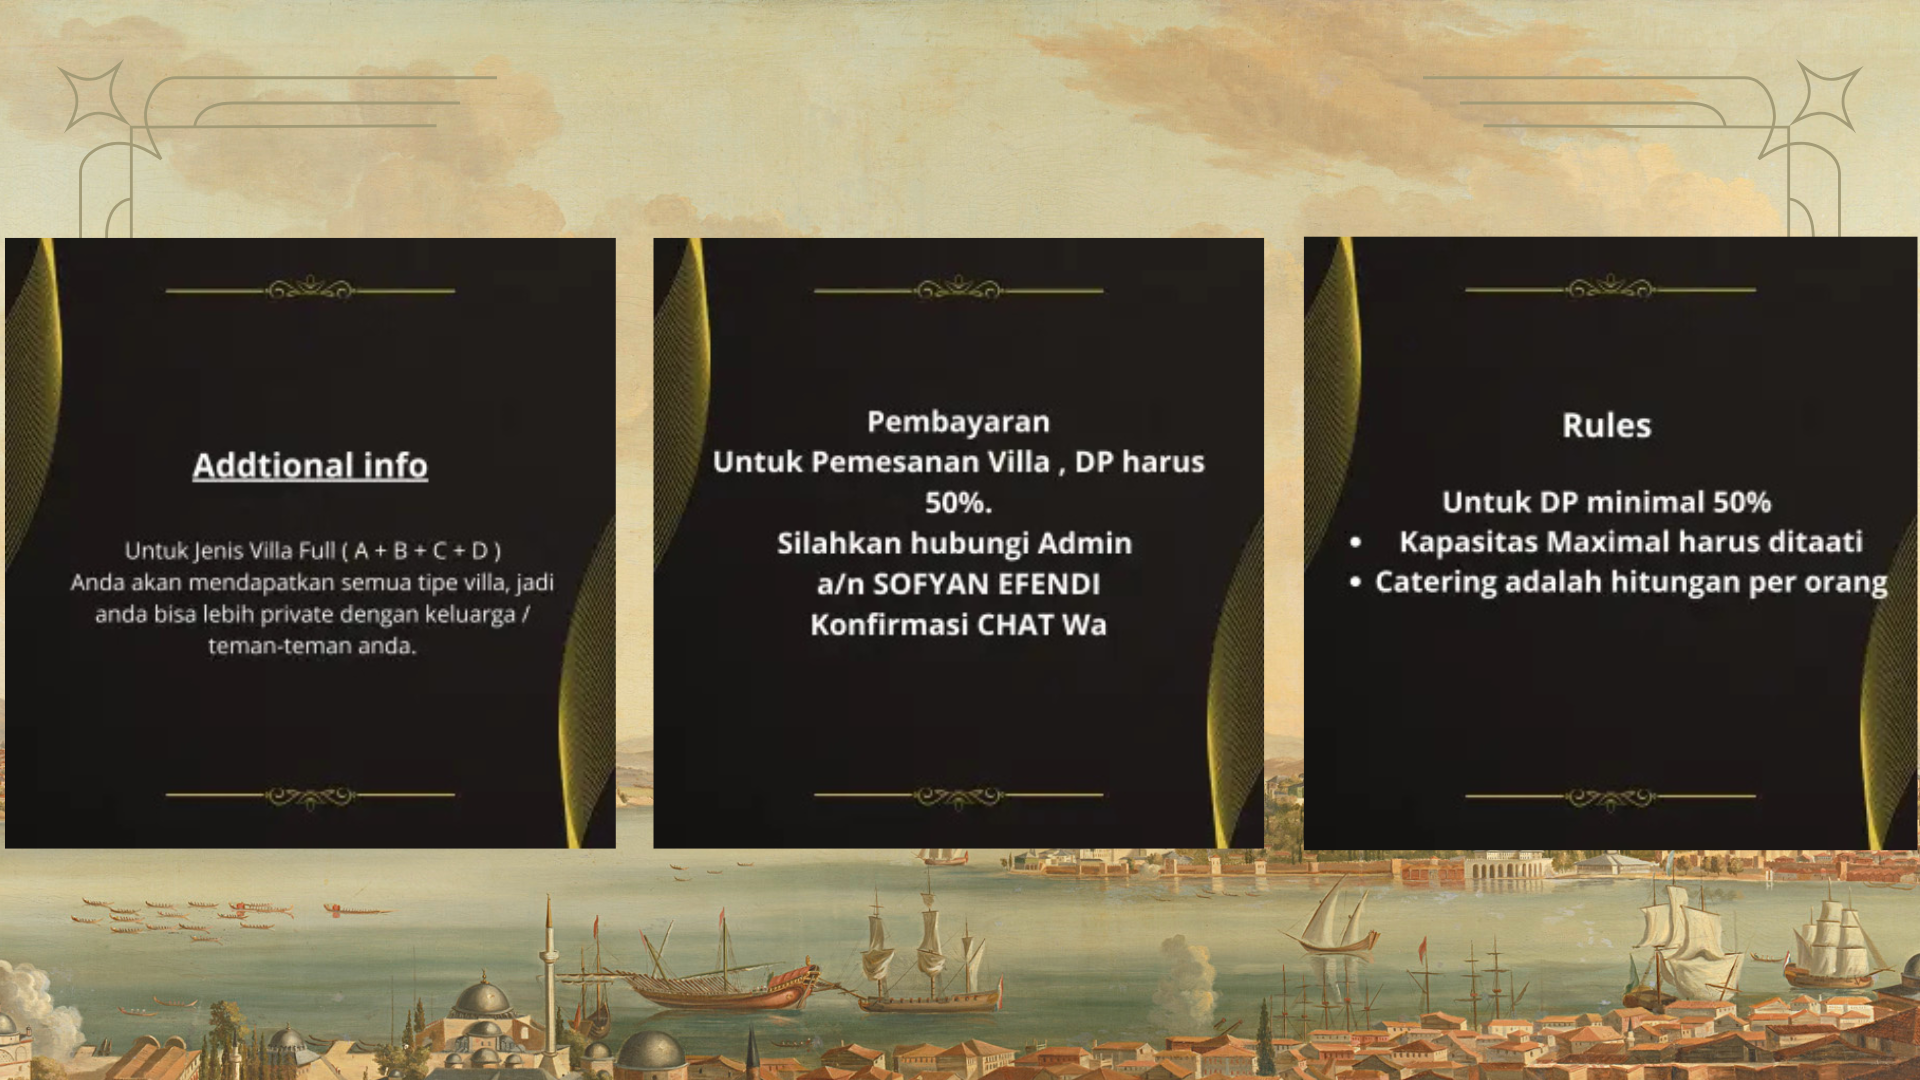 Addtional info
Untuk Jenis Villa Full ( A + B + C + D )
Anda akan mendapatkan semua tipe villa, jadi
anda bisa lebih private dengan keluarga /
teman-teman anda.
Pembayaran
Untuk Pemesanan Villa , DP harus
50%.
Silahkan hubungi Admin
a/n SOFYAN EFENDI
Konfirmasi CHAT Wa
Rules
Untuk DP minimal 50%
• Kapasitas Maximal harus ditaati
• Catering adalah hitungan per orang